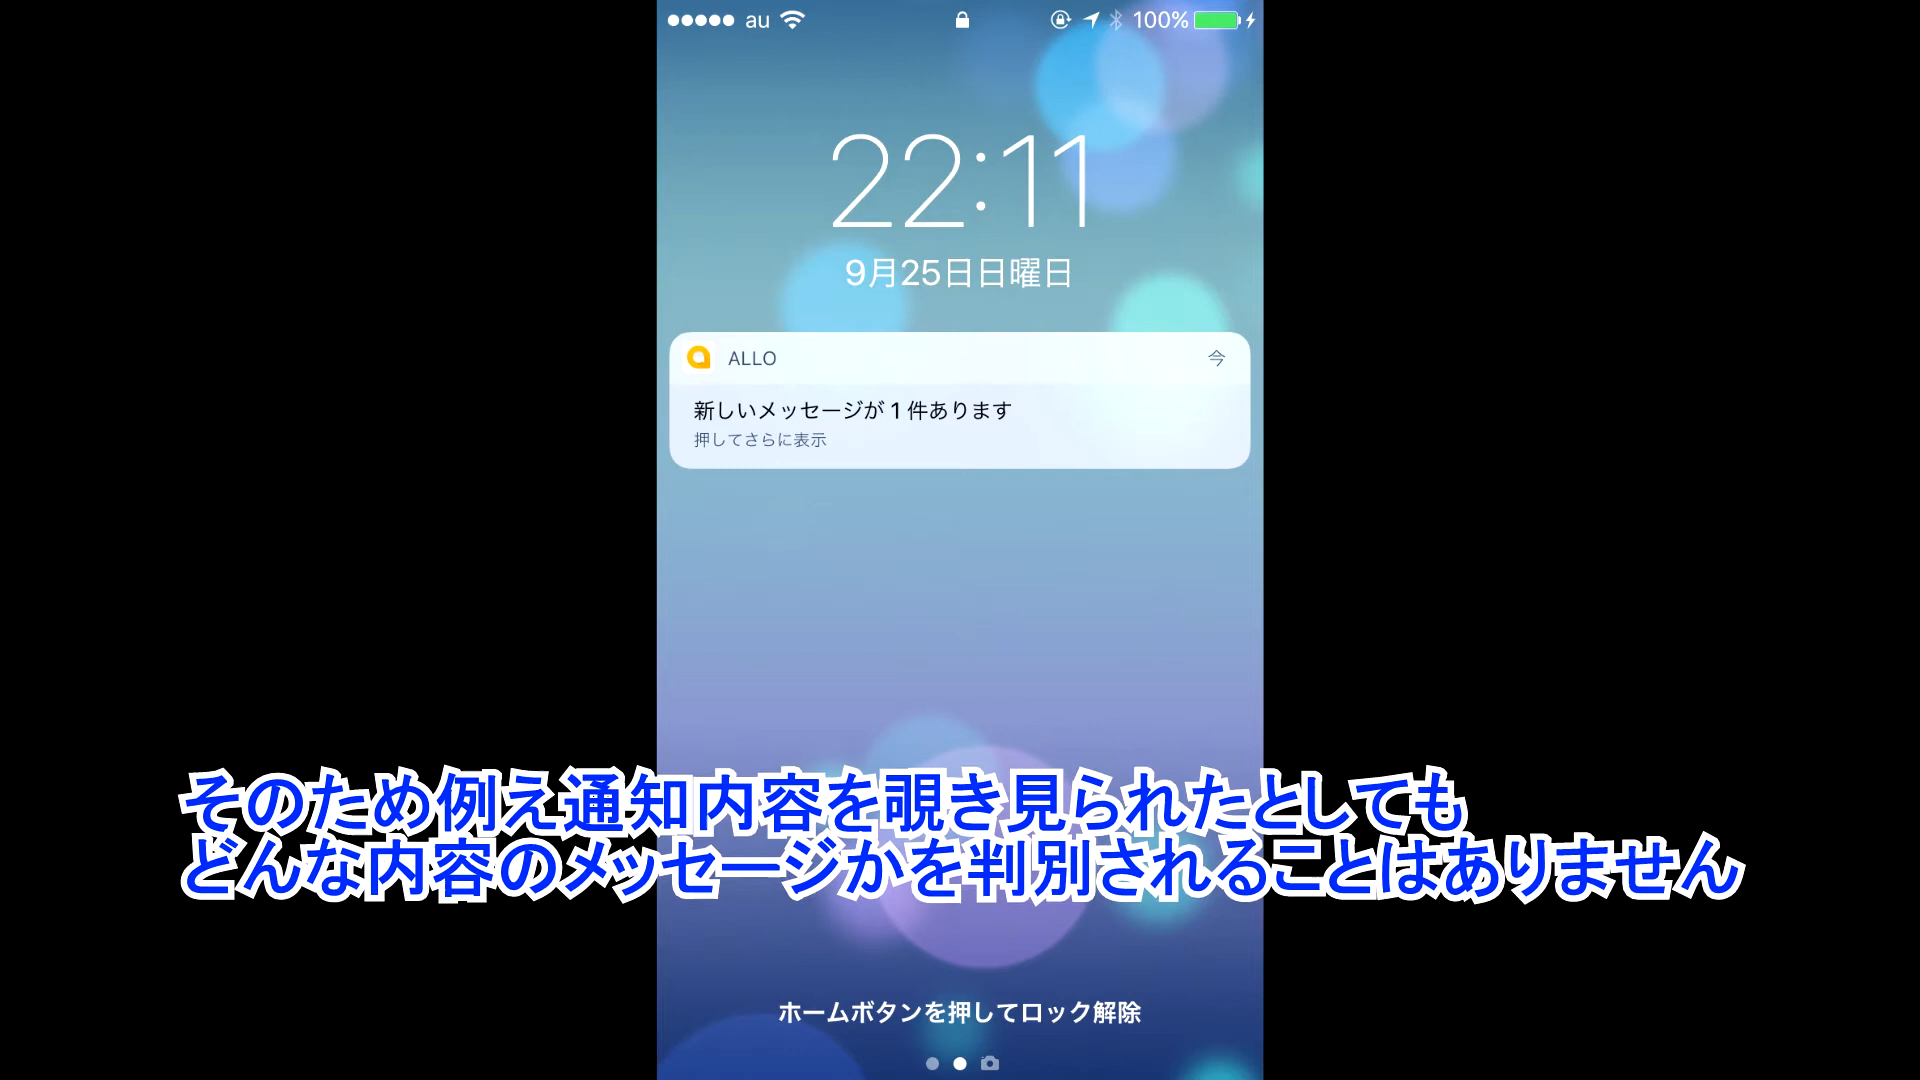 au 100%
22:11
9月25日日曜日
ALLO 今
新しいメッセージが 1 件あります
押してさらに表示
そのため例え通知内容を覗き見られたとしても
どんな内容のメッセージかを判別されることはありません
ホームボタンを押してロック解除